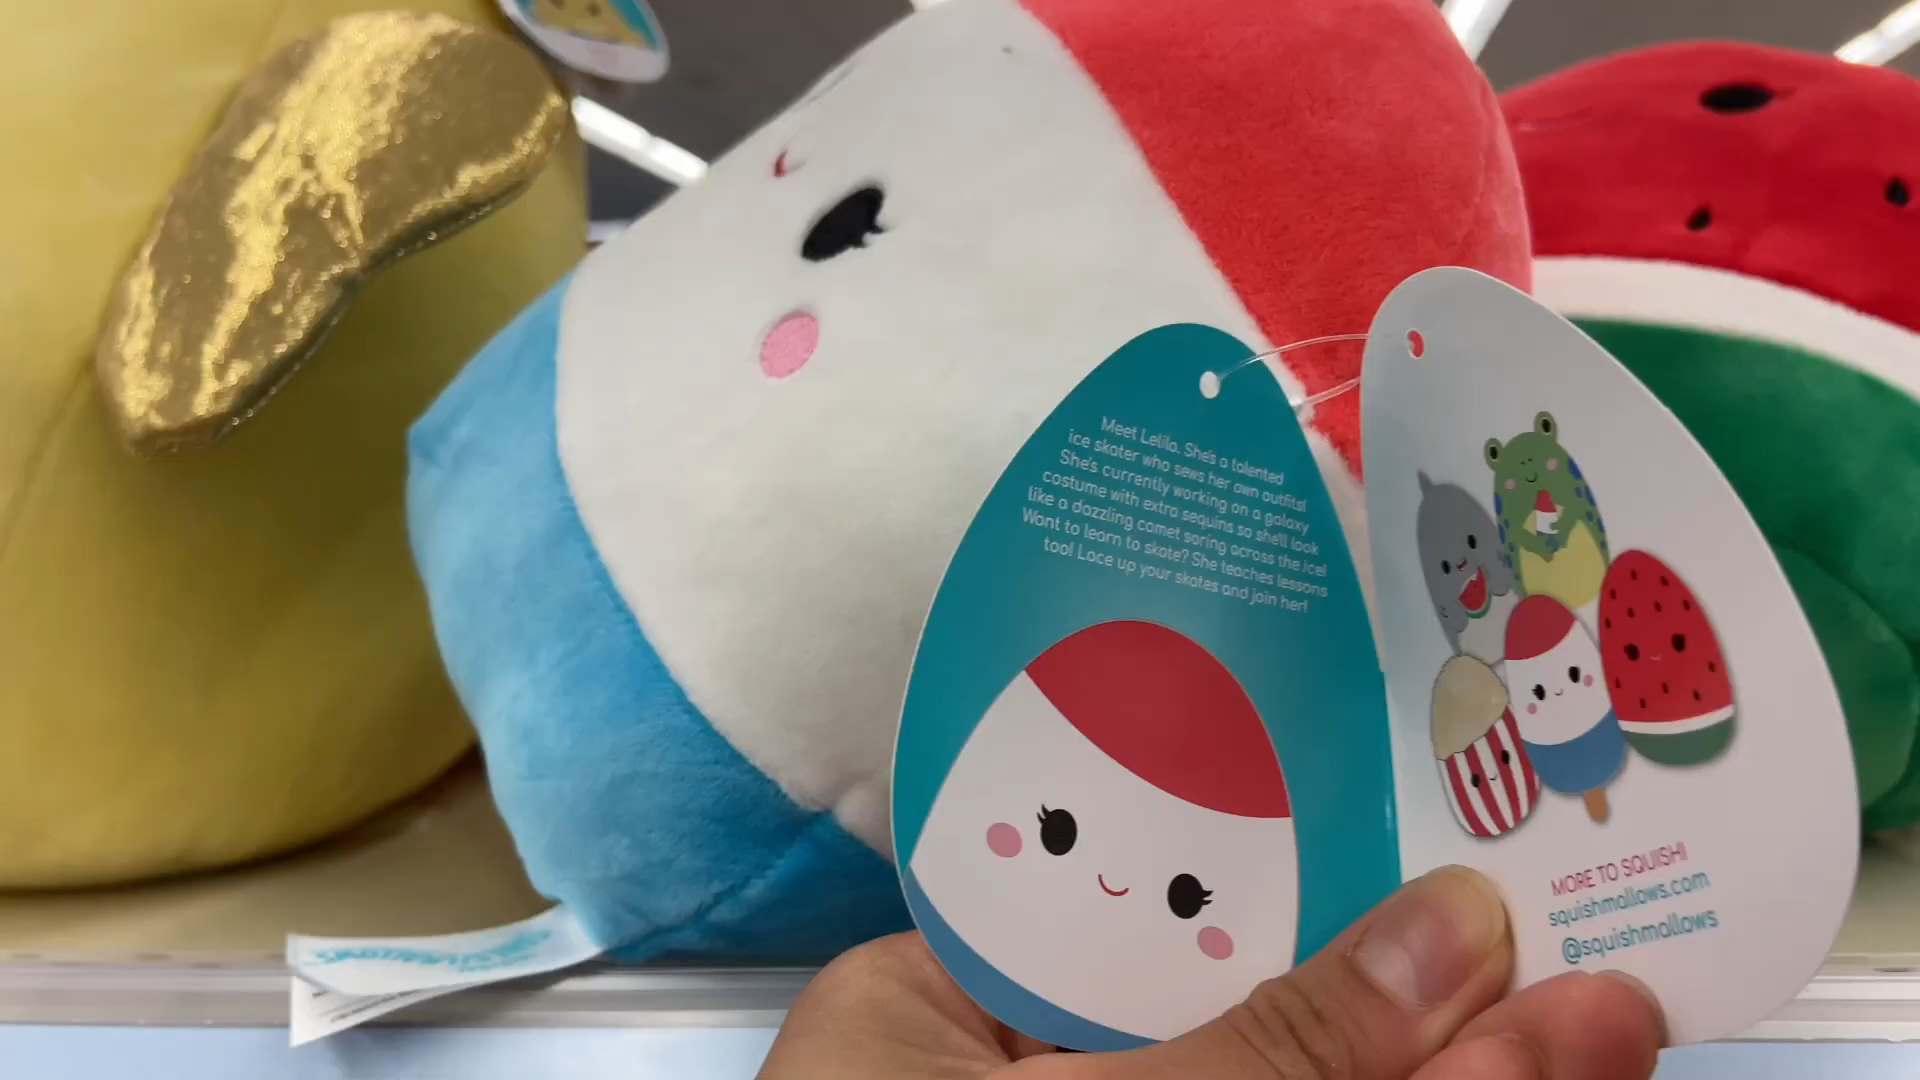 Meet Lelila. She's a talented
ice skater who sews her own outfits!
She's currently working on a galaxy
costume with extra sequins so she'll look
like a dazzling comet soring across the ice!
Want to learn to skate? She teaches lessons
too! Lace up your skates and join her!
MORE TO SQUISH!
squishmallows.com
@squishmallows